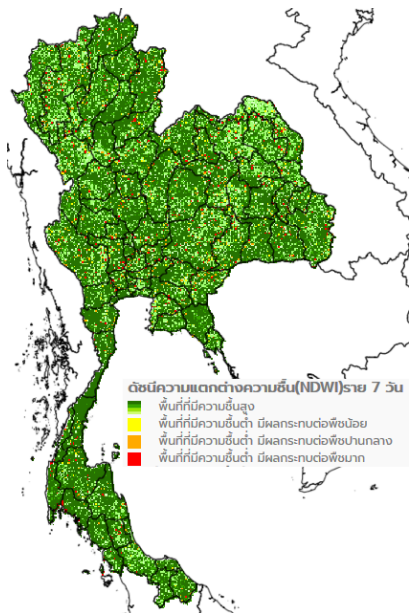 ดัชนีความแตกต่างความชื้น(NDWI)ราย 7 วัน
พื้นที่ที่มีความชื้นสูง
พื้นที่ที่มีความชื้นต่ำ มีผลกระทบต่อพืชน้อย
พื้นที่ที่มีความชื้นต่ำ มีผลกระทบต่อพืชปานกลาง
พื้นที่ที่มีความชื้นต่ำ มีผลกระทบต่อพืชมาก